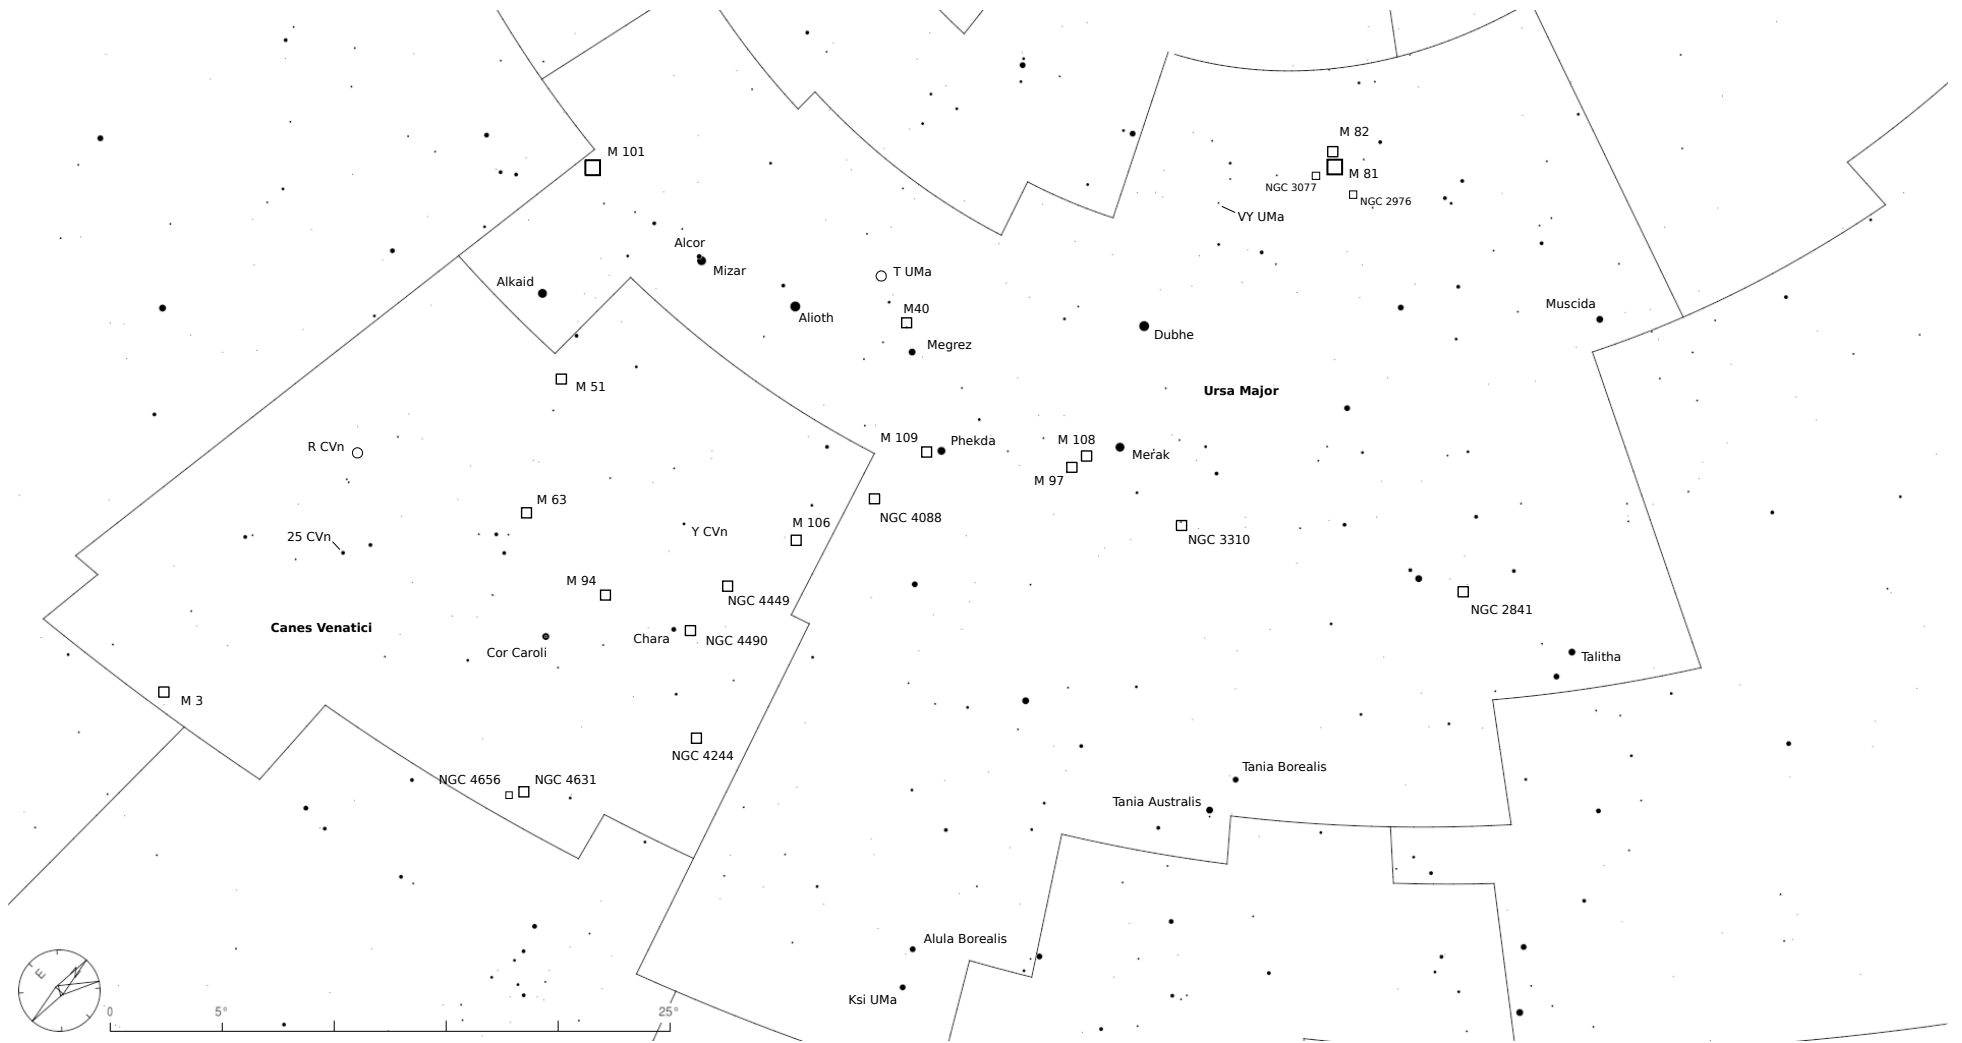 M 82
M 101
M 81
NGC 3077
NGC 2976
VY UMa
Alcor
Mizar
T UMa
Alkaid
Muscida
M40
Alioth
Dubhe
Megrez
M 51
Ursa Major
M 109
Phekda
M 108
R CVn
Merak
M 97
M 63
NGC 4088
M 106
Y CVn
25 CVn
NGC 3310
M 94
NGC 4449
NGC 2841
Canes Venatici
Chara
NGC 4490
Cor Caroli
Talitha
M 3
NGC 4244
Tania Borealis
NGC 4656
NGC 4631
Tania Australis
Alula Borealis
E
N
Ksi UMa
0
5°
25°